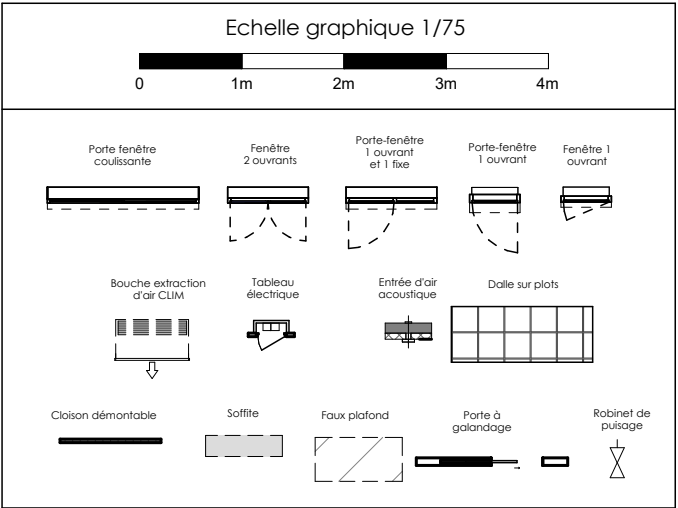 Echelle graphique 1/75
0 1m 2m 3m 4m
Porte fenêtre
coulissante
Fenêtre
2 ouvrants
Porte-fenêtre
1 ouvrant
et 1 fixe
Porte-fenêtre
1 ouvrant
Fenêtre 1
ouvrant
Bouche extraction
d'air CLIM
Tableau
électrique
Entrée d'air
acoustique
Dalle sur plots
Cloison démontable
Soffite
Faux plafond
Porte à
galandage
Robinet de
puisage